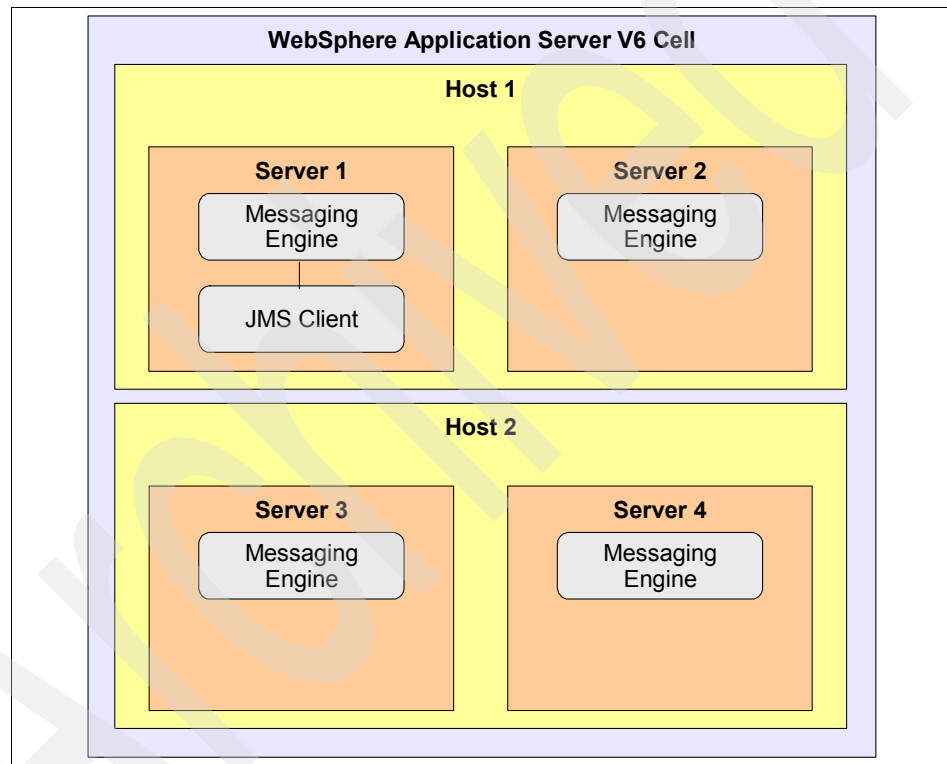 WebSphere Application Server V6 Cell
Host 1
Server 1
Messaging
Engine
JMS Client
Server 2
Messaging
Engine
Host 2
Server 3
Messaging
Engine
Server 4
Messaging
Engine
Archived